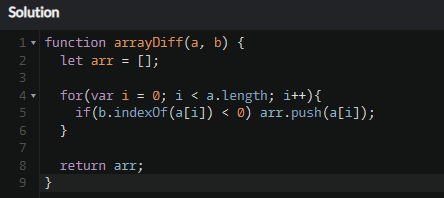 Solution
1 function arrayDiff(a, b) {
2   let arr = [];
3
4   for(var i = 0; i < a.length; i++){
5     if(b.indexOf(a[i]) < 0) arr.push(a[i]);
6   }
7
8   return arr;
9 }